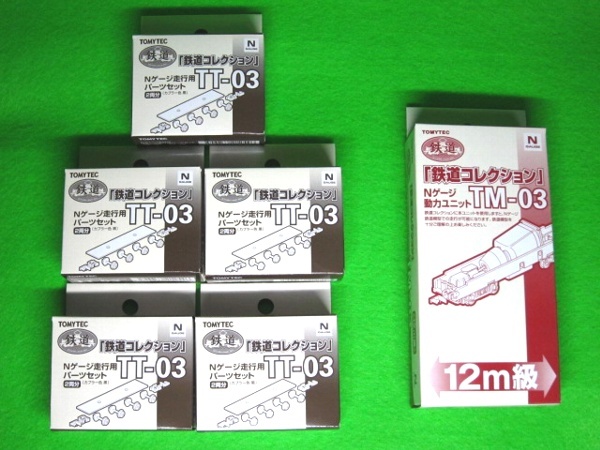 TOMYTEC
N
鉄道
「鉄道コレクション」
Nゲージ走行用
パーツセット
TT-03
2両分
TOMYTEC
N
鉄道
「鉄道コレクション」
Nゲージ走行用
パーツセット
TT-03
2両分
TOMYTEC
N
鉄道
「鉄道コレクション」
Nゲージ走行用
パーツセット
TT-03
2両分
TOMYTEC
N
鉄道
「鉄道コレクション」
Nゲージ走行用
パーツセット
TT-03
2両分
TOMYTEC
N
鉄道
「鉄道コレクション」
Nゲージ走行用
パーツセット
TT-03
2両分
TOMYTEC
N
鉄道
「鉄道コレクション」
Nゲージ
動力ユニット
TM-03
12m級